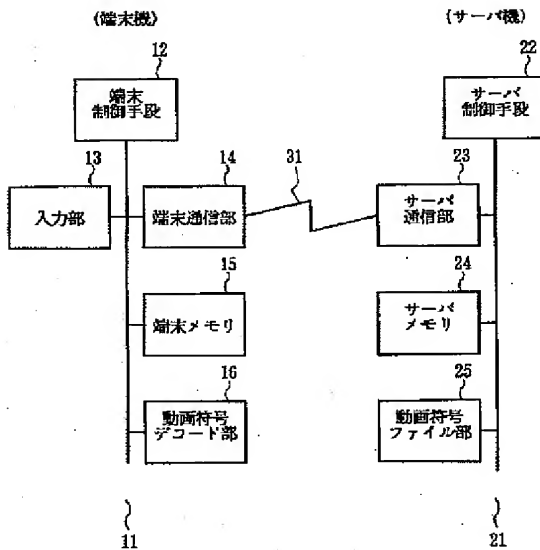 (端末機)
(サーバ機)
12
端末
制御手段
22
サーバ
制御手段
13
入力部
14
端末通信部
31
23
サーバ
通信部
15
端末メモリ
24
サーバ
メモリ
16
動画符号
デコード部
25
動画符号
ファイル部
11
21